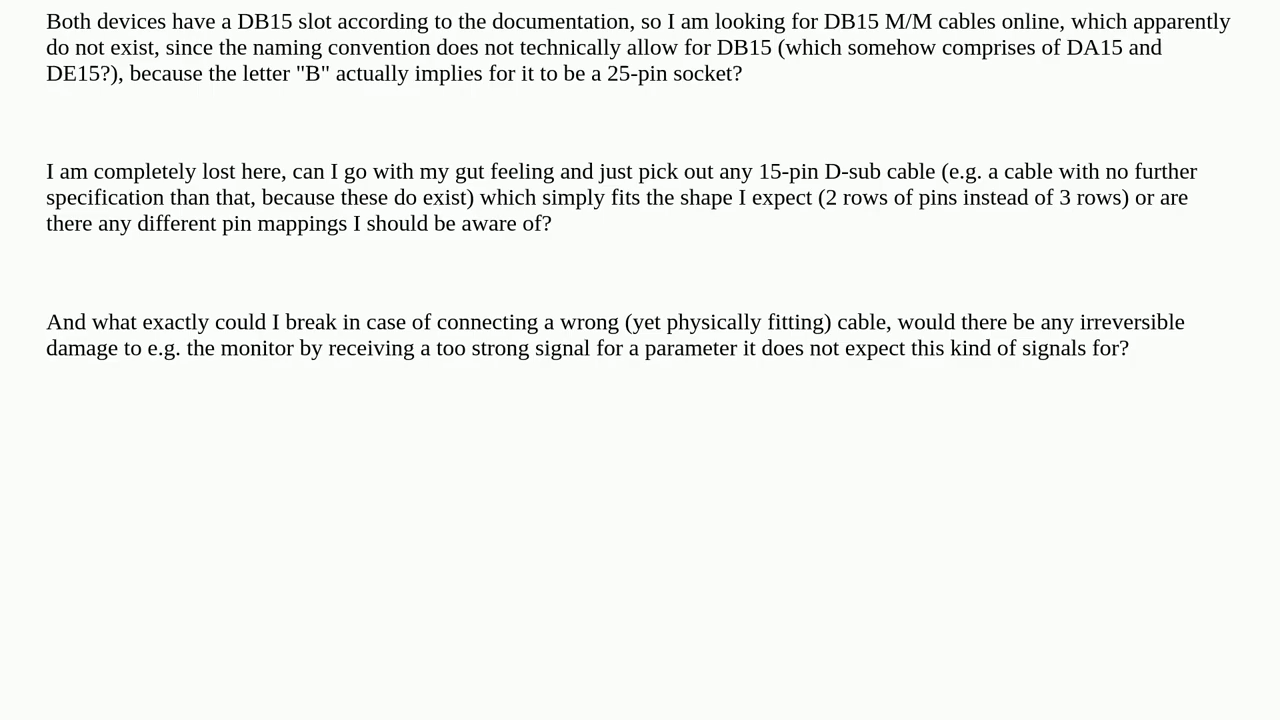 Both devices have a DB15 slot according to the documentation, so I am looking for DB15 M/M cables online, which apparently
do not exist, since the naming convention does not technically allow for DB15 (which somehow comprises of DA15 and
DE15?), because the letter "B" actually implies for it to be a 25-pin socket?
I am completely lost here, can I go with my gut feeling and just pick out any 15-pin D-sub cable (e.g. a cable with no further
specification than that, because these do exist) which simply fits the shape I expect (2 rows of pins instead of 3 rows) or are
there any different pin mappings I should be aware of?
And what exactly could I break in case of connecting a wrong (yet physically fitting) cable, would there be any irreversible
damage to e.g. the monitor by receiving a too strong signal for a parameter it does not expect this kind of signals for?